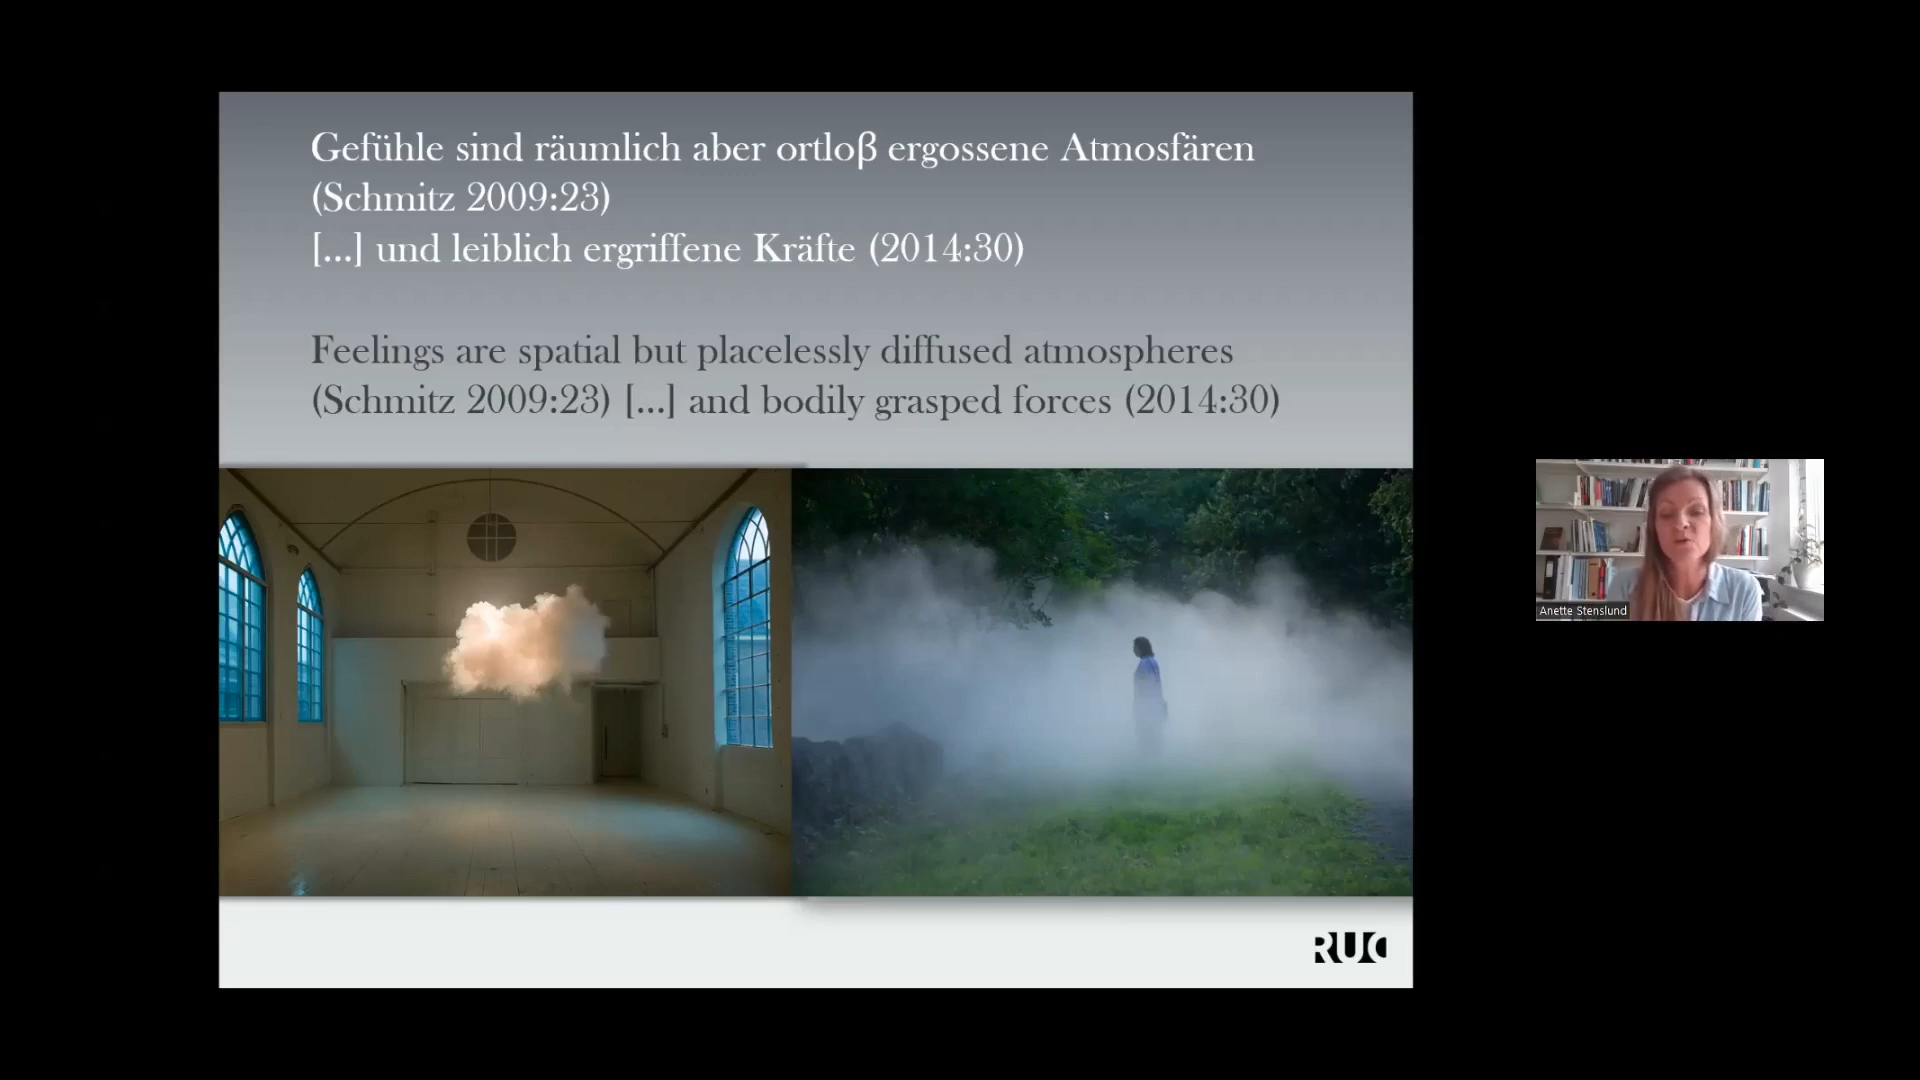 Gefühle sind räumlich aber ortloβ ergossene Atmosfären
(Schmitz 2009:23)
[...] und leiblich ergriffene Kräfte (2014:30)
Feelings are spatial but placelessly diffused atmospheres
(Schmitz 2009:23) [...] and bodily grasped forces (2014:30)
RUC
Anette Stenslund